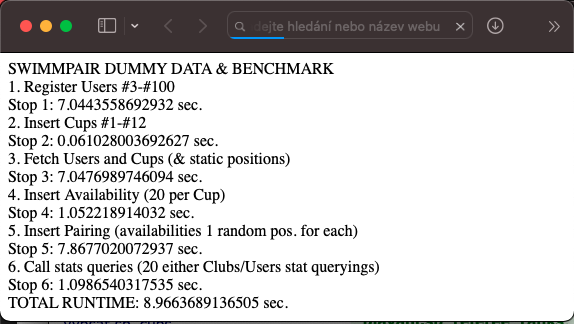 dejte hledání nebo název webu
SWIMMPAIR DUMMY DATA & BENCHMARK
1. Register Users #3-#100
Stop 1: 7.0443558692932 sec.
2. Insert Cups #1-#12
Stop 2: 0.061028003692627 sec.
3. Fetch Users and Cups (& static positions)
Stop 3: 7.0476989746094 sec.
4. Insert Availability (20 per Cup)
Stop 4: 1.052218914032 sec.
5. Insert Pairing (availabilities 1 random pos. for each)
Stop 5: 7.8677020072937 sec.
6. Call stats queries (20 either Clubs/Users stat queryings)
Stop 6: 1.0986540317535 sec.
TOTAL RUNTIME: 8.9663689136505 sec.